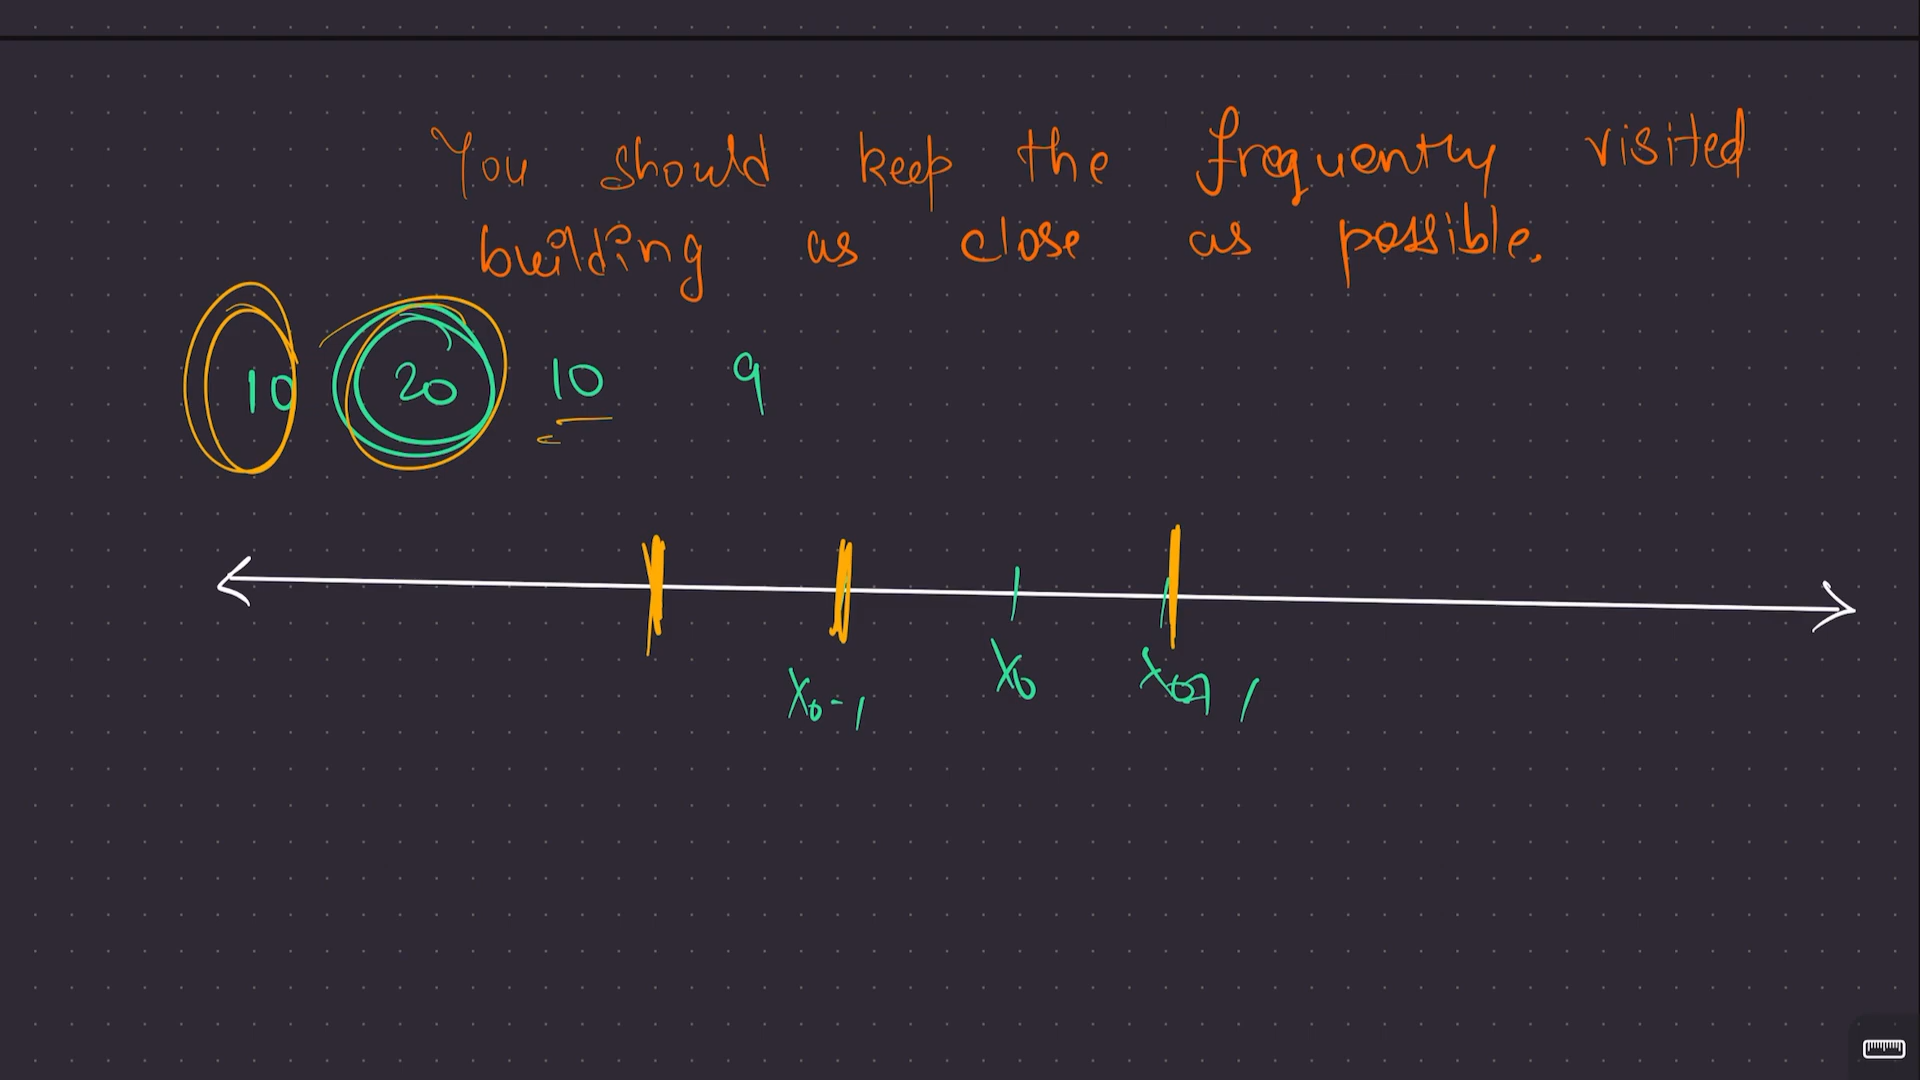 You should keep the frequently visited
building as close as possible.
10 20 10 9
X₀-1 X₀